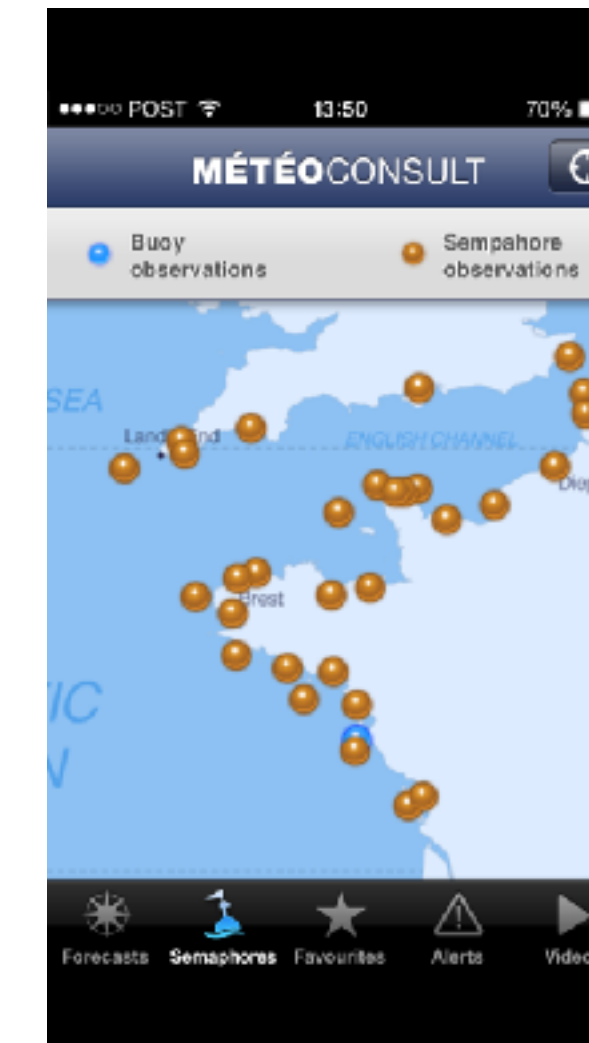 POST 13:50 70%
MÉTÉOCONSULT
Buoy
observations
Sempahore
observations
SEA
Land End
ENGLISH CHANNEL
Diep
Brest
IC
N
Forecasts Semaphores Favourites Alerts Video